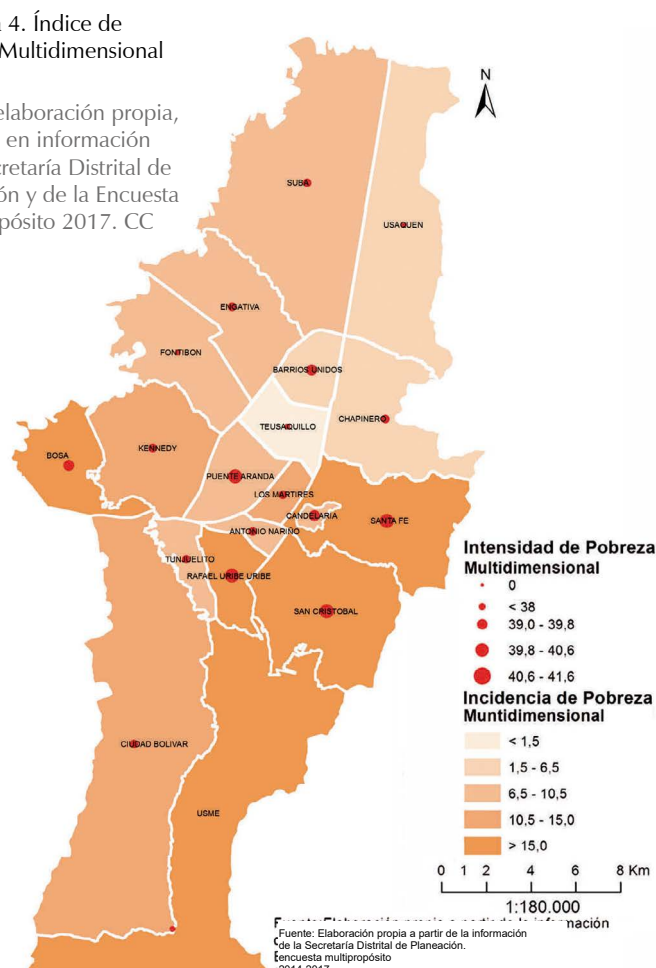 4. Índice de
Multidimensional
elaboración propia,
en información
cretaría Distrital de
ón y de la Encuesta
pósito 2017. CC
N
SUBA
USAQUEN
ENGATIVA
FONTIBON
BARRIOS UNIDOS
TEUSAQUILLO
CHAPINERO
BOSA
KENNEDY
PUENTE ARANDA
LOS MARTIRES
CANDELARIA
SANTA FE
ANTONIO NARIÑO
TUNJUELITO
RAFAEL URIBE URIBE
SAN CRISTOBAL
CIUDAD BOLIVAR
USME
Intensidad de Pobreza
Multidimensional
0
< 38
39,0 - 39,8
39,8 - 40,6
40,6 - 41,6
Incidencia de Pobreza
Muntidimensional
< 1,5
1,5 - 6,5
6,5 - 10,5
10,5 - 15,0
> 15,0
0 1 2 4 6 8 Km
1:180.000
Fuente: Elaboración propia a partir de la información
de la Secretaría Distrital de Planeación.
encuesta multipropósito
2014-2017